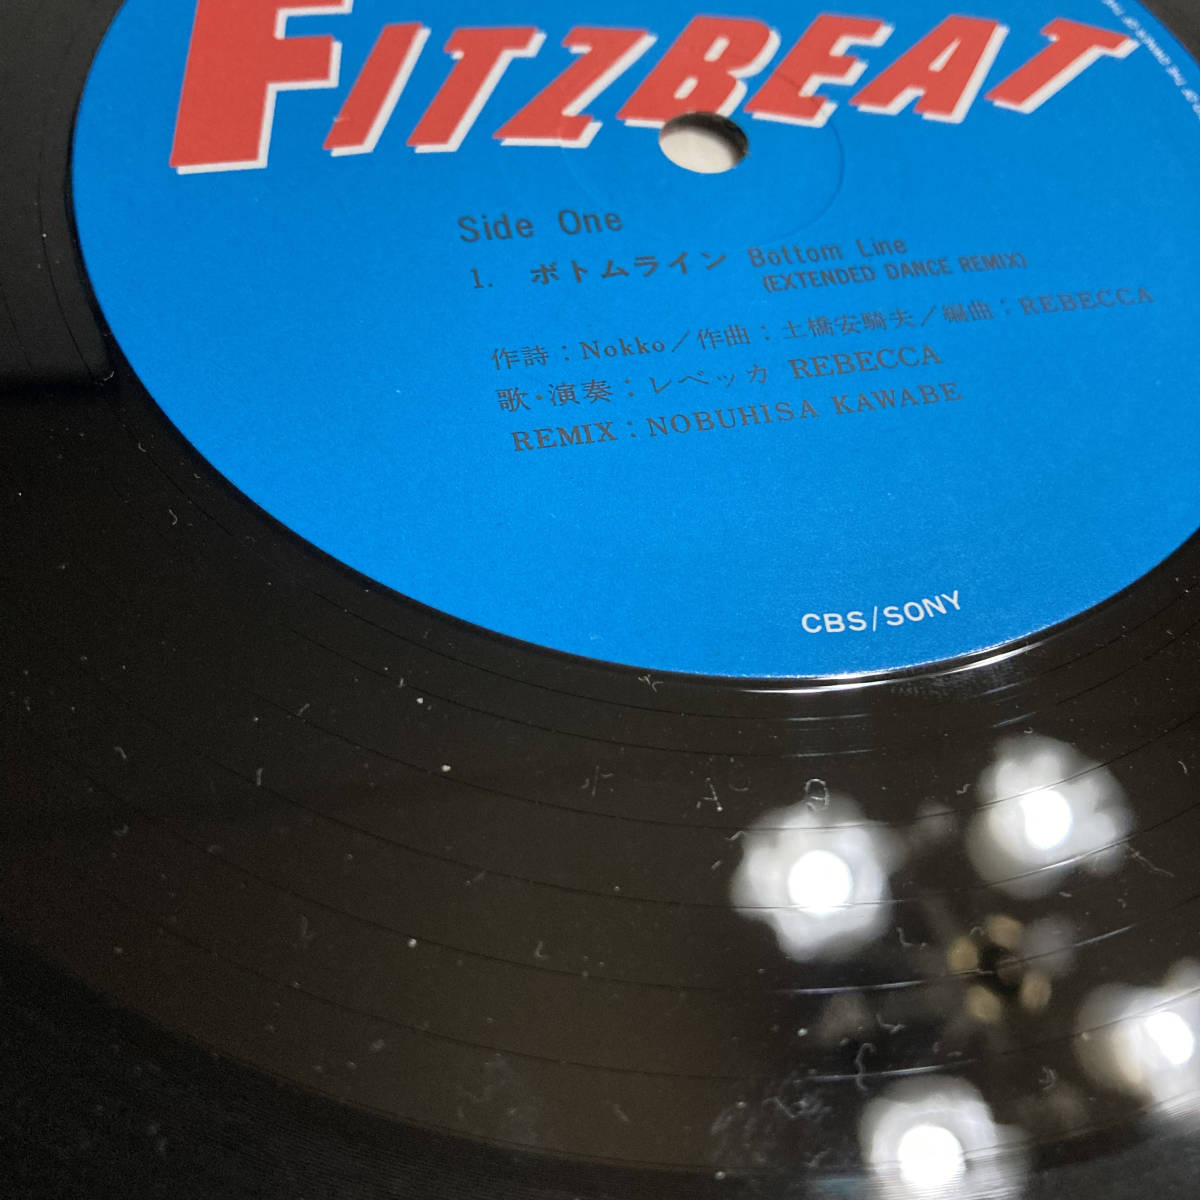 FITZBEAT
Side One
1. ボトムライン Bottom Line
(EXTENDED DANCE REMIX)
作詩：Nokko／作曲：土橋安騎夫／編曲：REBECCA
歌・演奏：レベッカ REBECCA
REMIX：NOBUHISA KAWABE
CBS/SONY